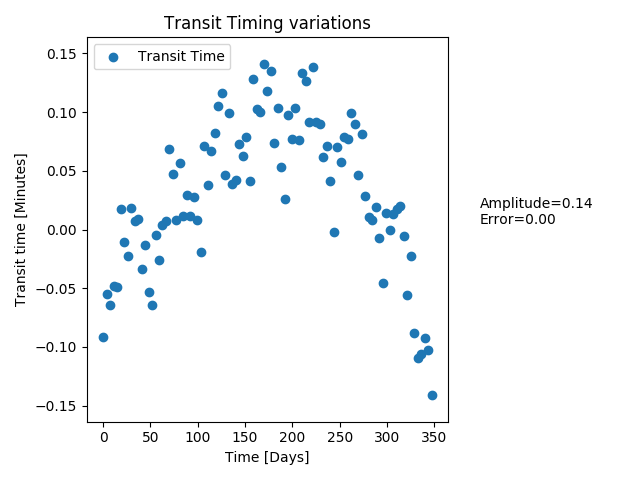 Transit Timing variations
Transit Time
Transit time [Minutes]
0.15
0.10
0.05
0.00
−0.05
−0.10
−0.15
0 50 100 150 200 250 300 350
Time [Days]
Amplitude=0.14
Error=0.00